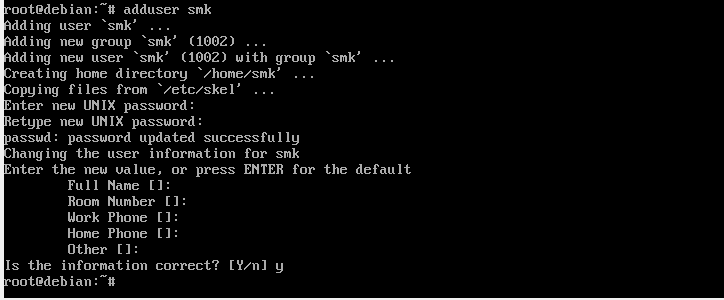 root@debian:~# adduser smk
Adding user `smk' ...
Adding new group `smk' (1002) ...
Adding new user `smk' (1002) with group `smk' ...
Creating home directory `/home/smk' ...
Copying files from `/etc/skel' ...
Enter new UNIX password:
Retype new UNIX password:
passwd: password updated successfully
Changing the user information for smk
Enter the new value, or press ENTER for the default
        Full Name []:
        Room Number []:
        Work Phone []:
        Home Phone []:
        Other []:
Is the information correct? [Y/n] y
root@debian:~#